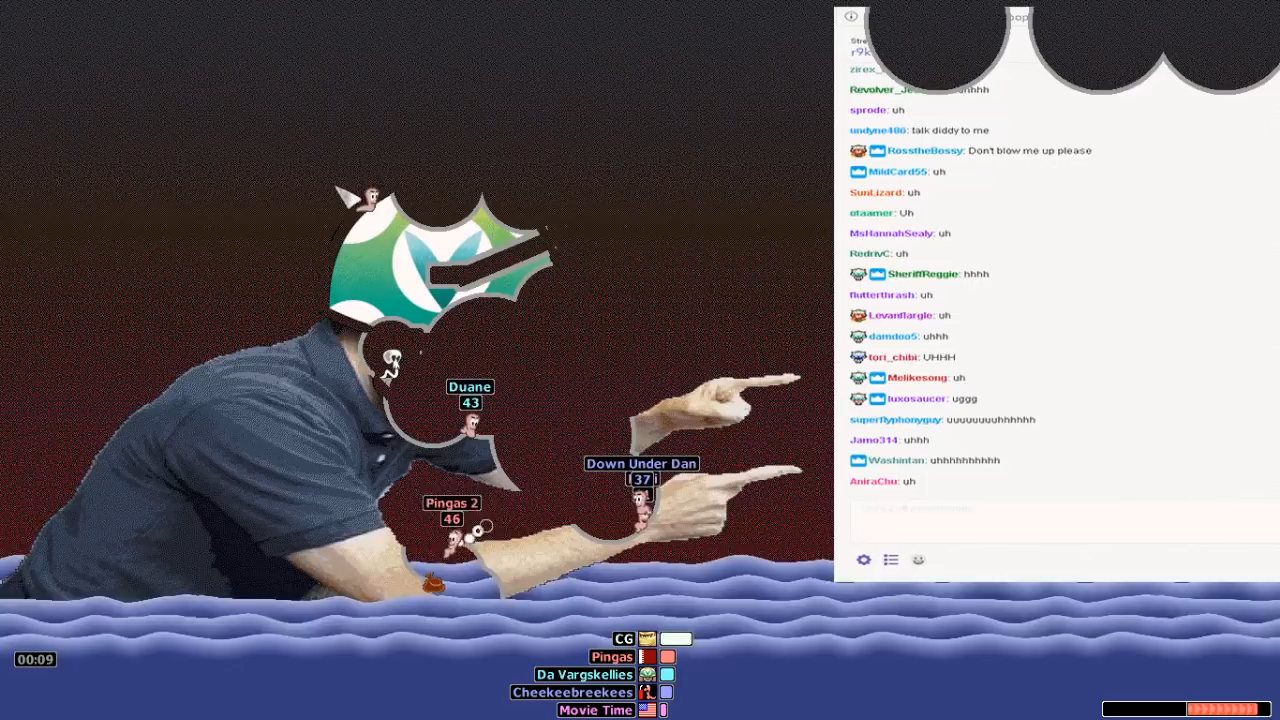 r9k
Revolver_Je
sprode: uh
undyne486: talk diddy to me
RosstheBossy: Don't blow me up please
MildCard55: uh
SunLizard: uh
otaamer: Uh
MsHannahSealy: uh
RedrivC: uh
SheriffReggie: hhhh
flutterthrash: uh
Levanflargle: uh
damdoo5: uhhh
tori_chibi: UHHH
Melikesong: uh
luxosaucer: uggg
superflyphonyguy: uuuuuuuuhhhhhh
Jamo314: uhhh
Washintan: uhhhhhhhhhh
AniraChu: uh
Duane
43
Down Under Dan
37
Pingas 2
46
00:09
CG
Pingas
Da Vargskellies
Cheekeebreekees
Movie Time